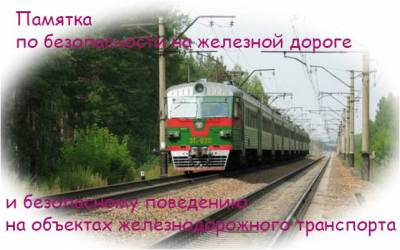 Памятка
по безопасности на железной дороге
и безопасному поведению
на объектах железнодорожного транспорта